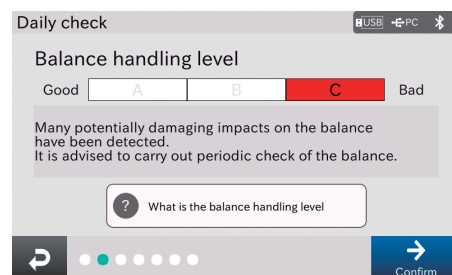 Daily check
USB PC
Balance handling level
Good A B C Bad
Many potentially damaging impacts on the balance
have been detected.
It is advised to carry out periodic check of the balance.
? What is the balance handling level
Confirm